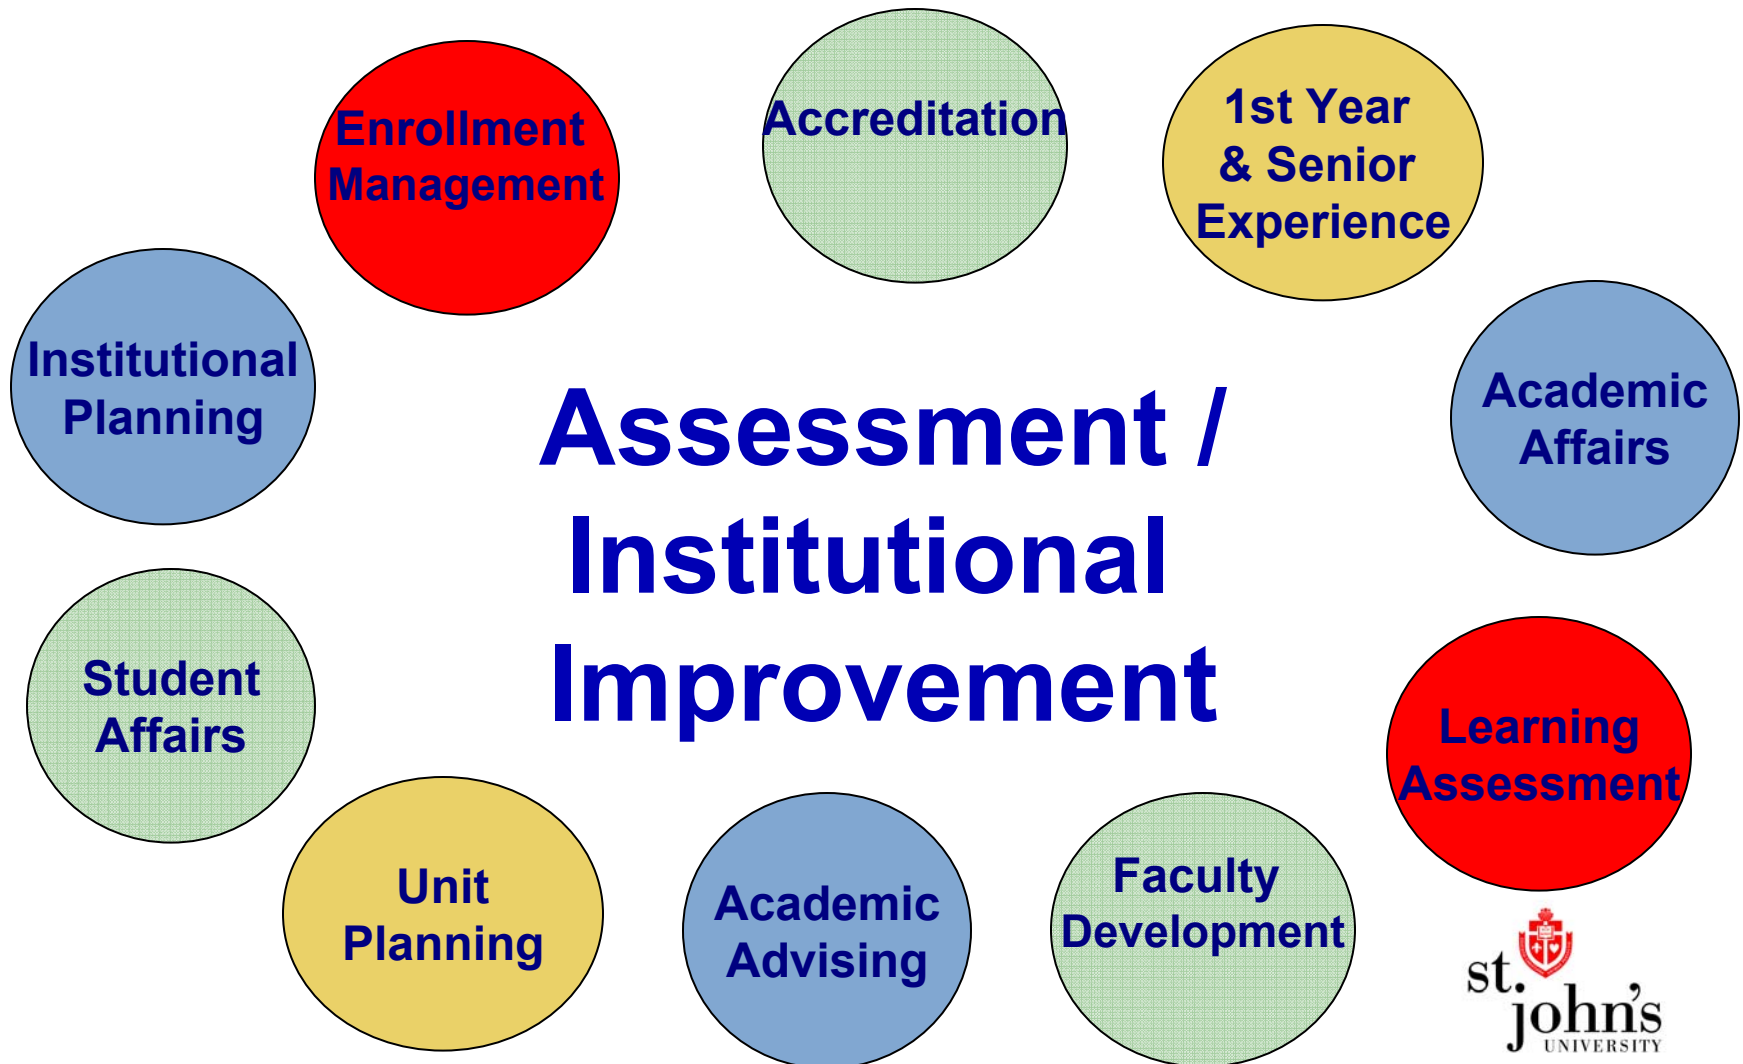 Enrollment
Management
Accreditation
1st Year
& Senior
Experience
Institutional
Planning
Academic
Affairs
Assessment /
Institutional
Improvement
Student
Affairs
Learning
Assessment
Unit
Planning
Academic
Advising
Faculty
Development
st.
john's
UNIVERSITY